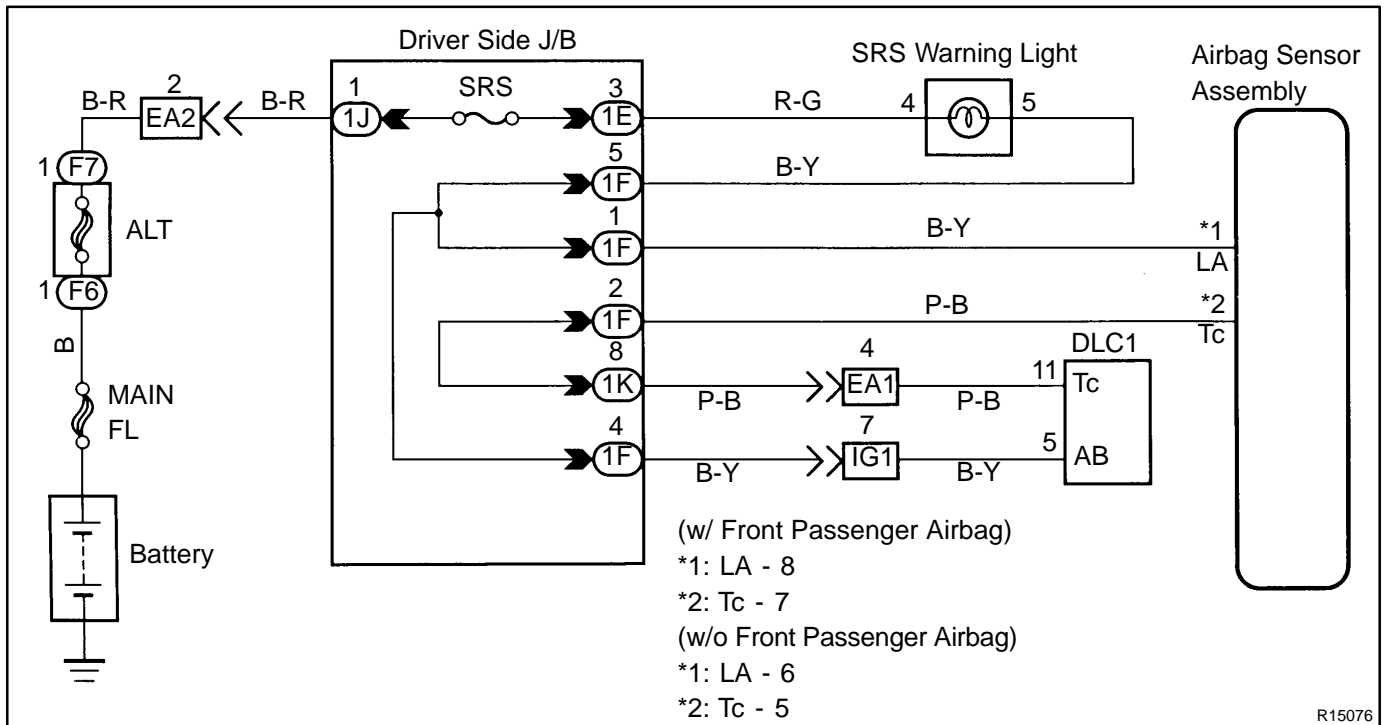 Driver Side J/B
SRS Warning Light
Airbag Sensor
Assembly
2
B-R
EA2
B-R
1
1J
SRS
3
1E
R-G
4
5
5
1F
B-Y
1 F7
ALT
1 F6
B
MAIN
FL
Battery
1
1F
B-Y
*1
LA
2
1F
P-B
*2
Tc
8
1K
P-B
4
EA1
P-B
DLC1
11
Tc
4
1F
B-Y
7
IG1
B-Y
5
AB
(w/ Front Passenger Airbag)
*1: LA - 8
*2: Tc - 7
(w/o Front Passenger Airbag)
*1: LA - 6
*2: Tc - 5
R15076